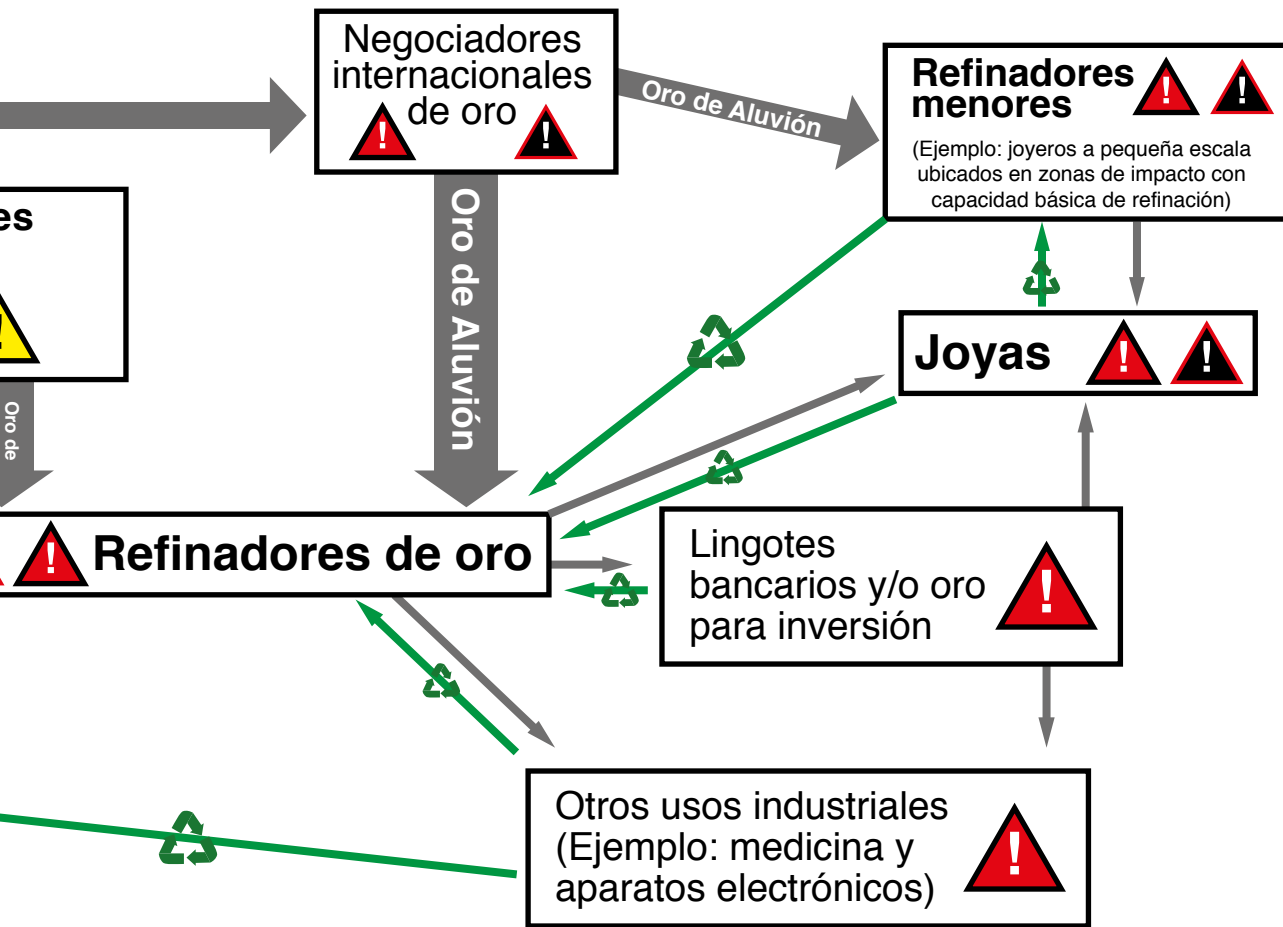 Negociadores
internacionales
de oro
Oro de Aluvión
Refinadores
menores
(Ejemplo: joyeros a pequeña escala
ubicados en zonas de impacto con
capacidad básica de refinación)
es
Oro de Aluvión
Joyas
Oro de
Refinadores de oro
Lingotes
bancarios y/o oro
para inversión
Otros usos industriales
(Ejemplo: medicina y
aparatos electrónicos)